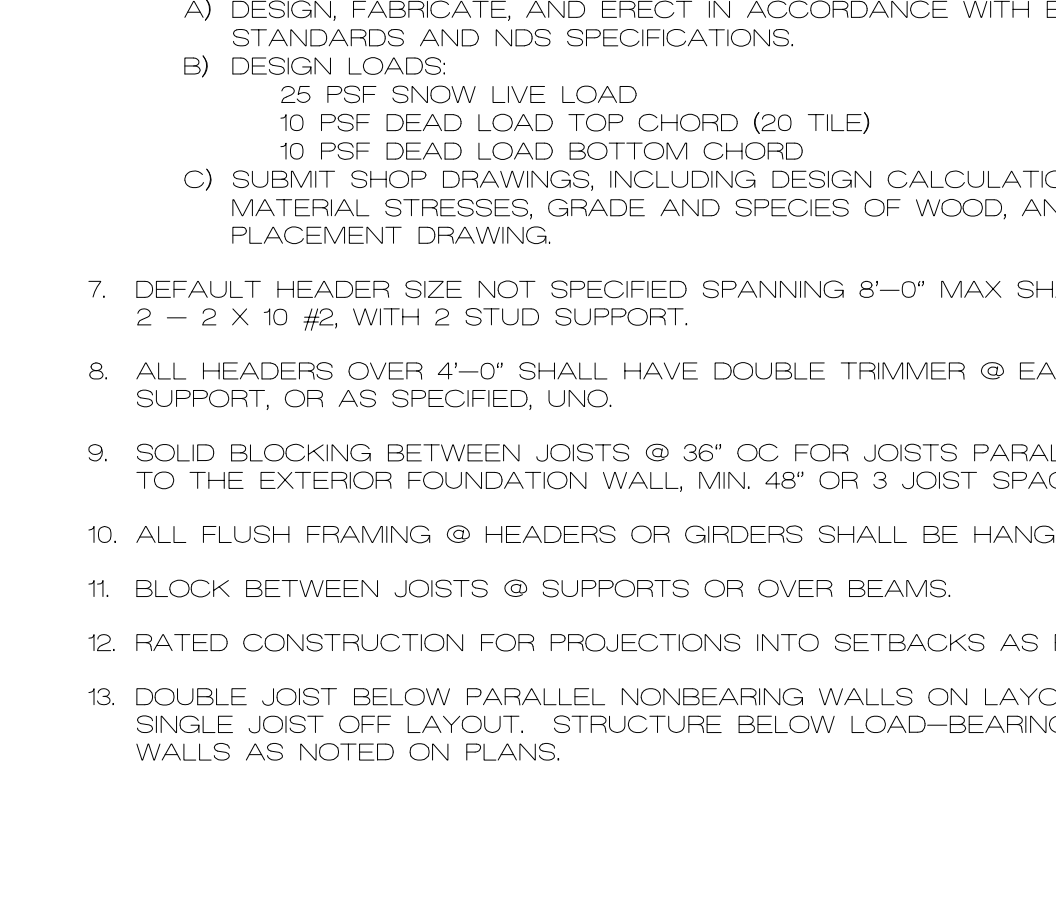 A) DESIGN, FABRICATE, AND ERECT IN ACCORDANCE WITH
STANDARDS AND NDS SPECIFICATIONS.
B) DESIGN LOADS:
25 PSF SNOW LIVE LOAD
10 PSF DEAD LOAD TOP CHORD (20 TILE)
10 PSF DEAD LOAD BOTTOM CHORD
C) SUBMIT SHOP DRAWINGS, INCLUDING DESIGN
MATERIAL STRESSES, GRADE AND SPECIES OF WOOD,
PLACEMENT DRAWING.
7. DEFAULT HEADER SIZE NOT SPECIFIED SPANNING 8'—0" MAX
2 — 2 X 10 #2, WITH 2 STUD SUPPORT.
8. ALL HEADERS OVER 4'—0" SHALL HAVE DOUBLE TRIMMER @
SUPPORT, OR AS SPECIFIED, UNO.
9. SOLID BLOCKING BETWEEN JOISTS @ 36" OC FOR JOISTS
TO THE EXTERIOR FOUNDATION WALL, MIN. 48" OR 3 JOIST
10. ALL FLUSH FRAMING @ HEADERS OR GIRDERS SHALL BE
11. BLOCK BETWEEN JOISTS @ SUPPORTS OR OVER BEAMS.
12. RATED CONSTRUCTION FOR PROJECTIONS INTO SETBACKS AS
13. DOUBLE JOIST BELOW PARALLEL NONBEARING WALLS ON
SINGLE JOIST OFF LAYOUT. STRUCTURE BELOW LOAD—BEARING
WALLS AS NOTED ON PLANS.